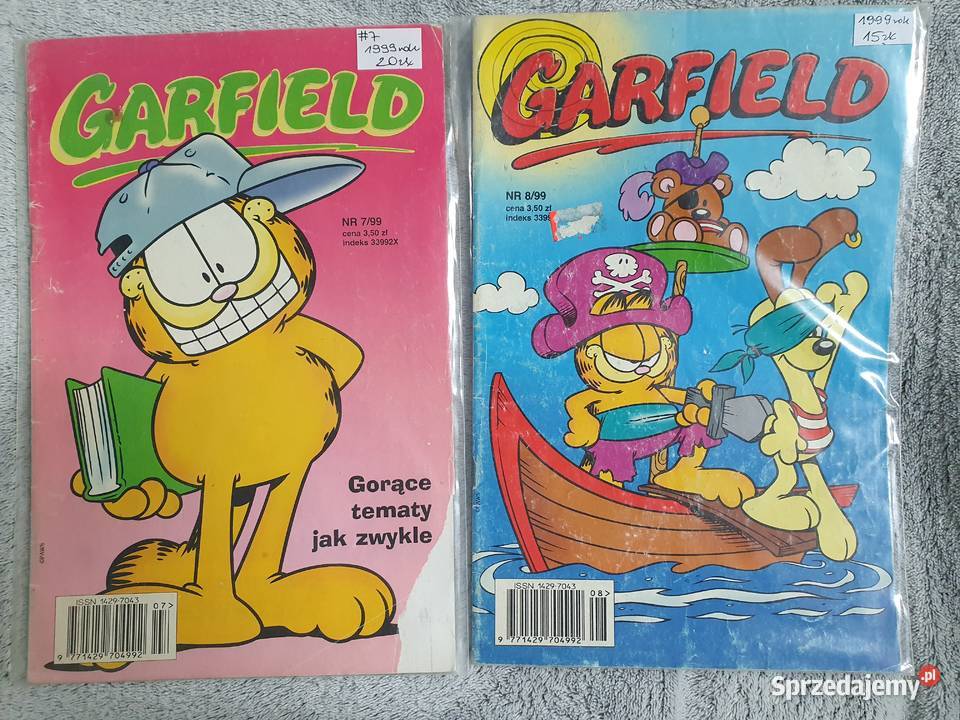 #7
1999 rok
20 zł
GARFIELD
NR 7/99
cena 3,50 zł
indeks 33992X
Gorące
tematy
jak zwykle
ISSN 1429-7043
07>
9 771429 704992
1999 rok
15 zł
GARFIELD
NR 8/99
cena 3,50 zł
indeks 339
ISSN 1429-7043
08>
9 771429 704992
Sprzedajemy.pl